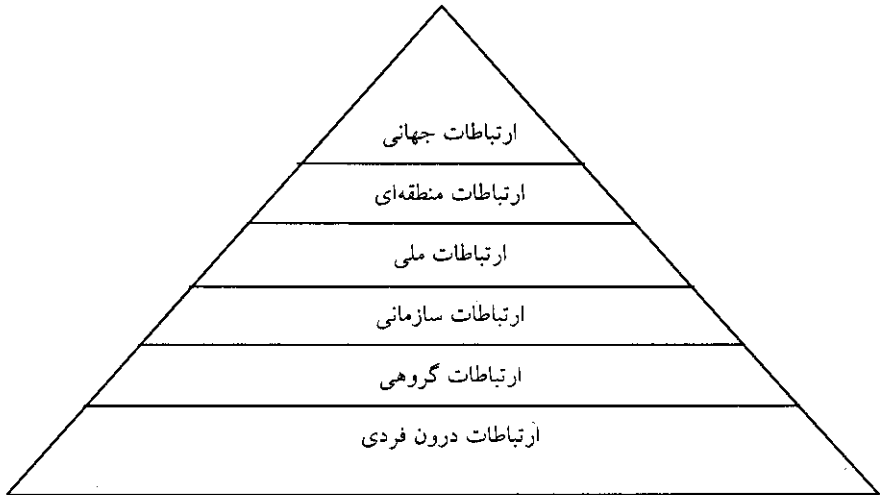 ارتباطات جهانی
ارتباطات منطقه‌ای
ارتباطات ملی
ارتباطات سازمانی
ارتباطات گروهی
ارتباطات درون فردی